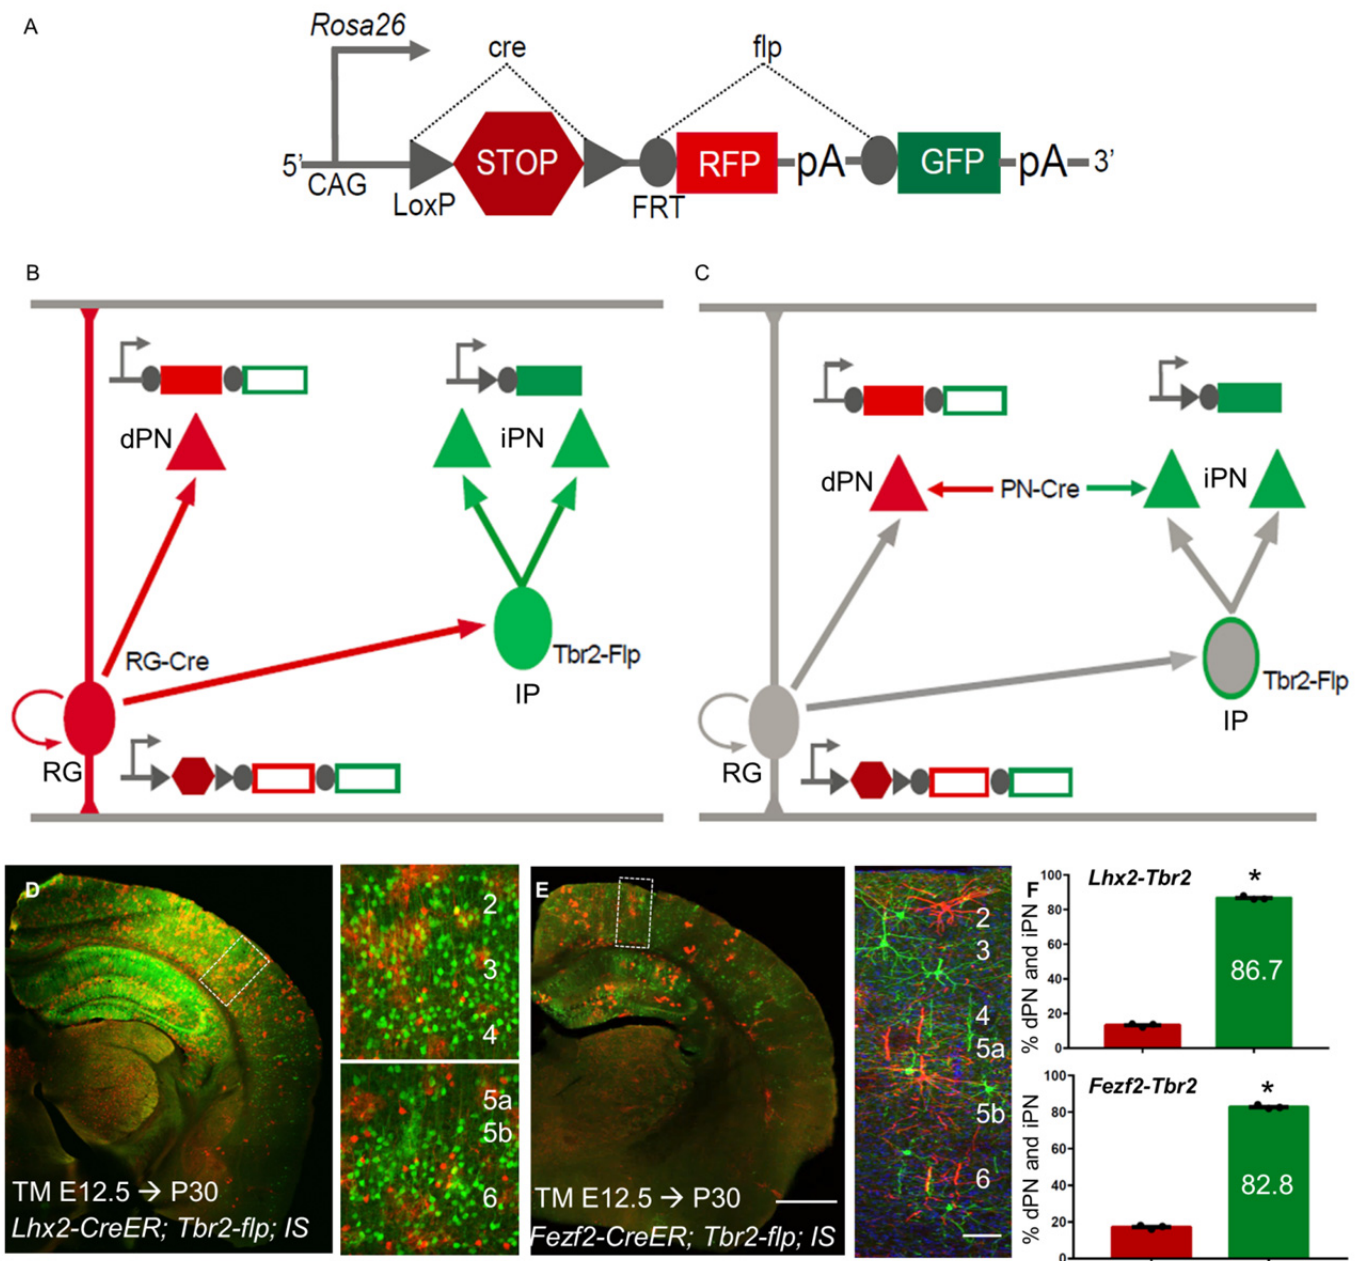 A
Rosa26
cre
flp
5’
CAG
LoxP
STOP
FRT
RFP
pA
GFP
pA
3’
B
dPN
iPN
RG-Cre
Tbr2-Flp
IP
RG
C
dPN
PN-Cre
iPN
Tbr2-Flp
IP
RG
D
TM E12.5 → P30
Lhx2-CreER; Tbr2-flp; IS
2
3
4
5a
5b
6
E
TM E12.5 → P30
Fezf2-CreER; Tbr2-flp; IS
2
3
4
5a
5b
6
F
Lhx2-Tbr2
% dPN and iPN
100
80
60
40
20
0
*
86.7
Fezf2-Tbr2
% dPN and iPN
100
80
60
40
20
0
*
82.8